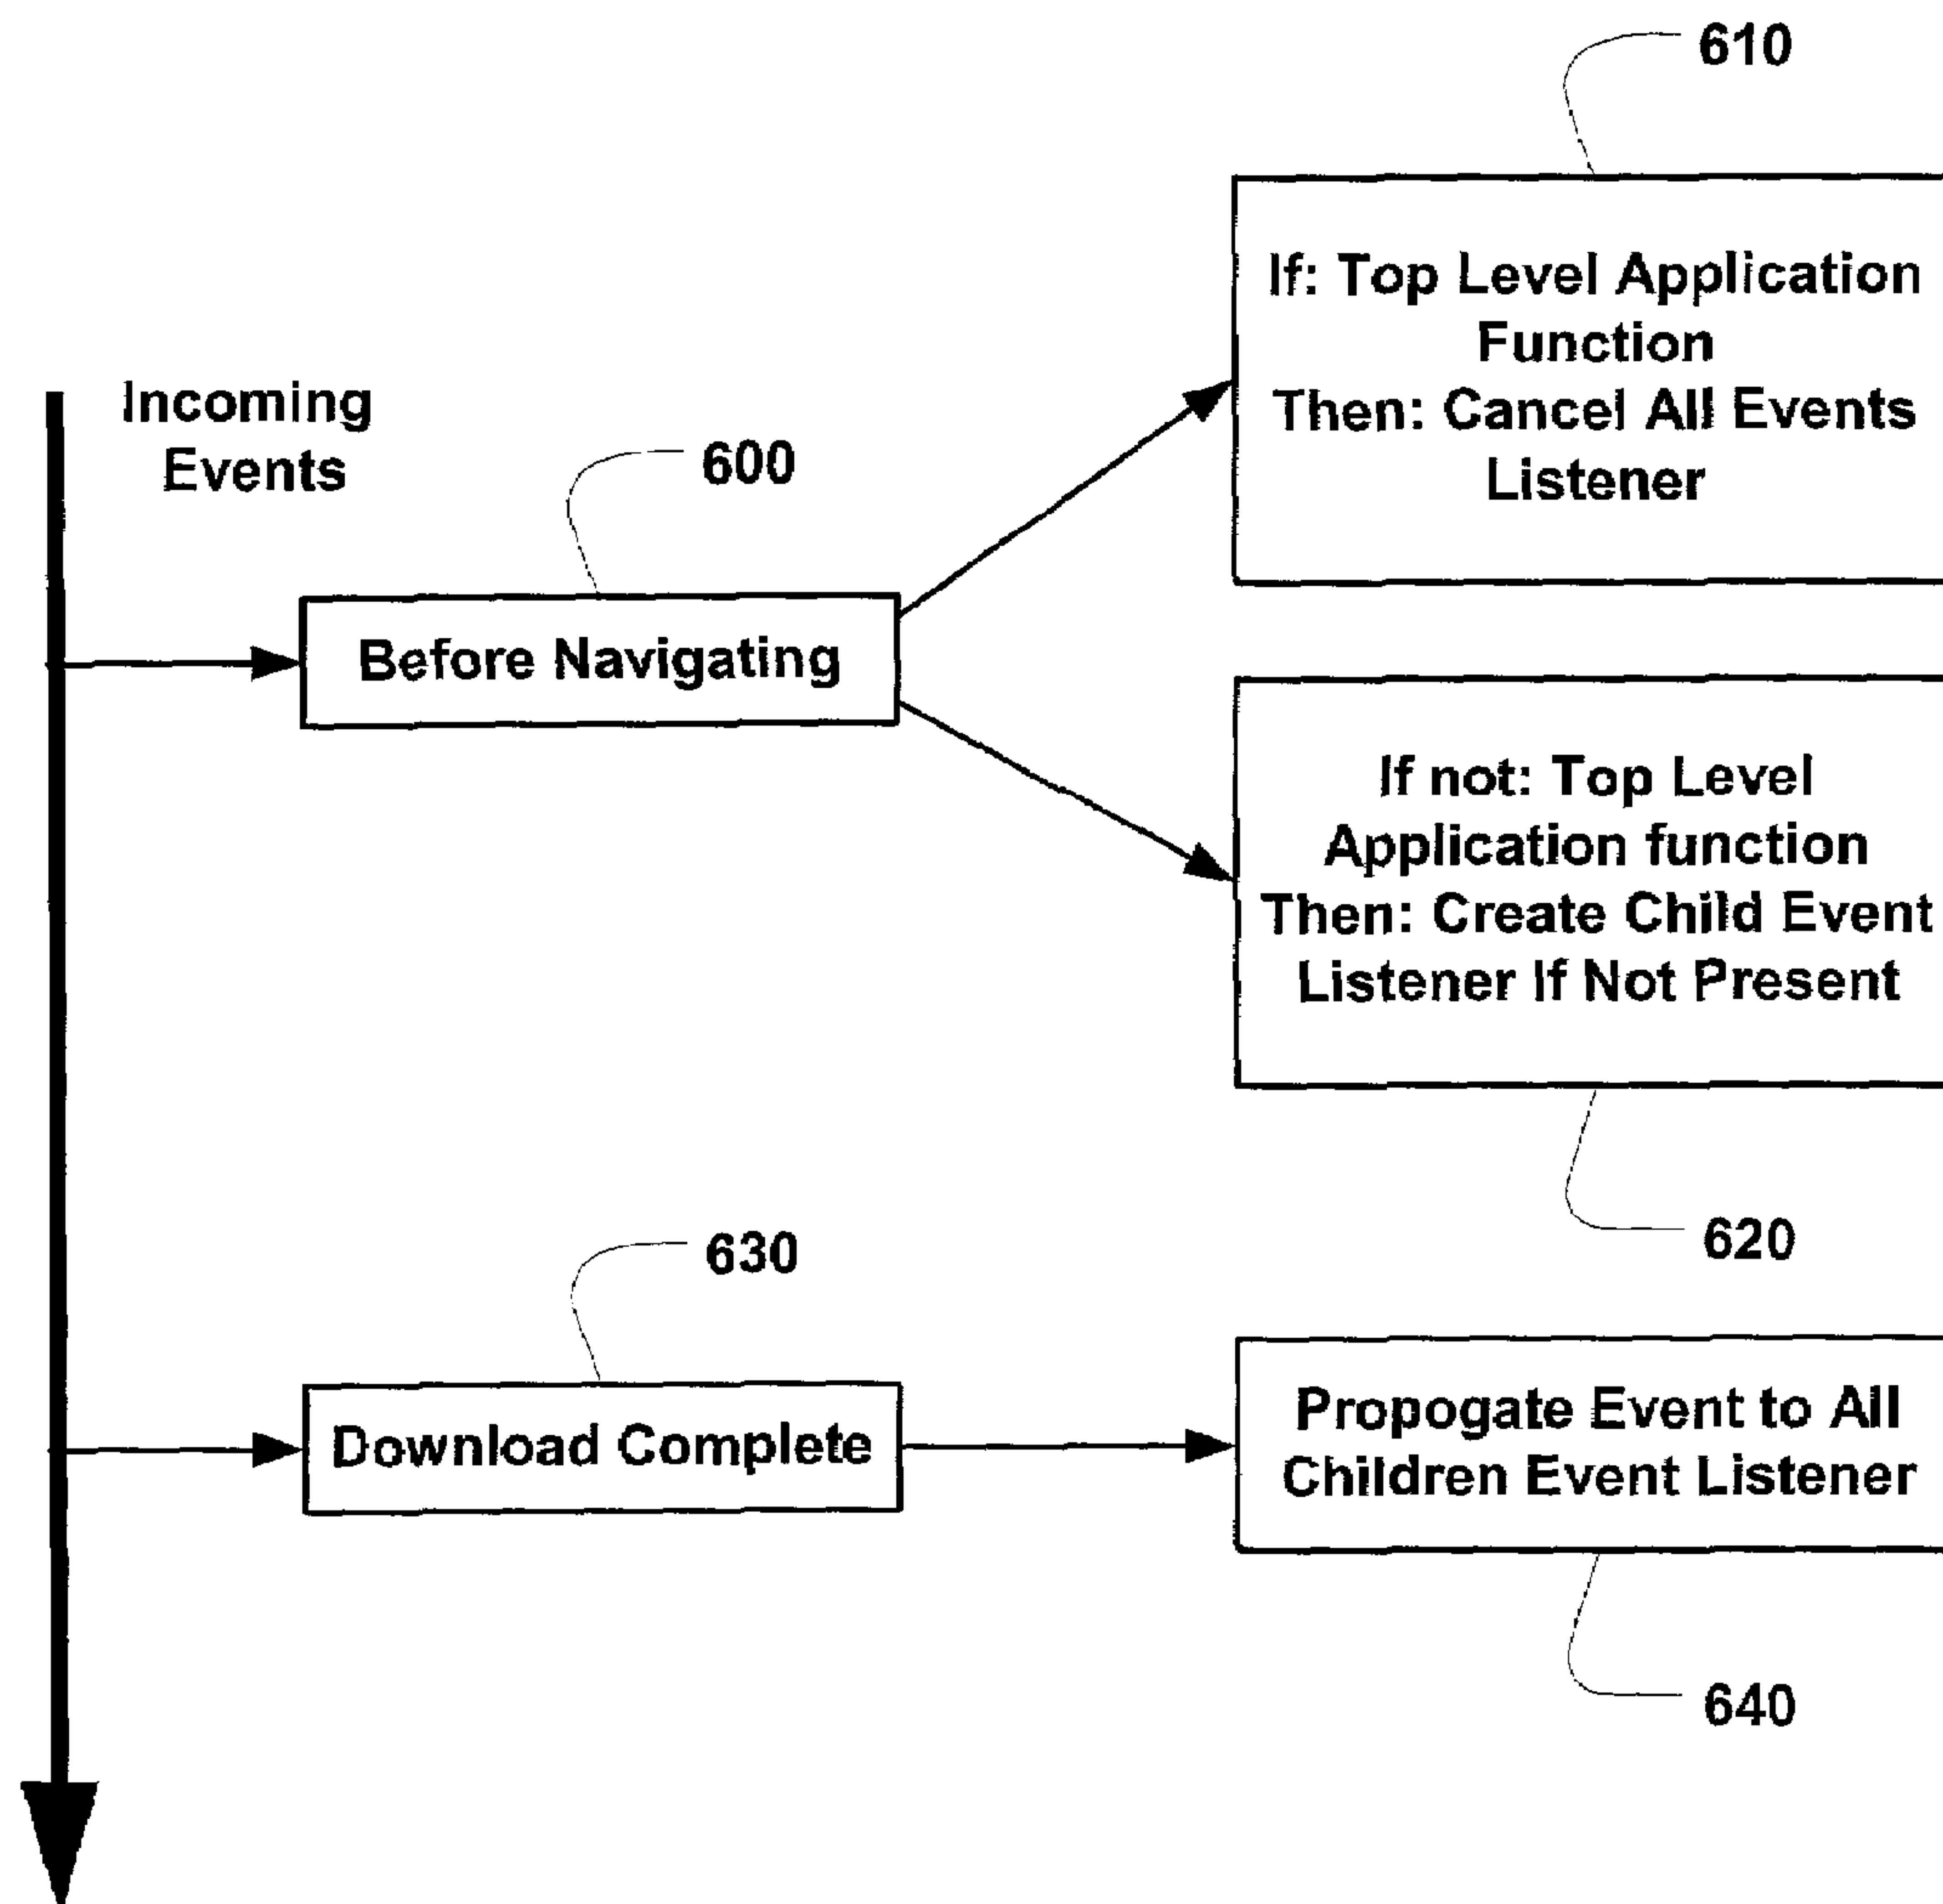 610
If: Top Level Application
Function
Then: Cancel All Events
Listener
Incoming
Events
600
Before Navigating
If not: Top Level
Application function
Then: Create Child Event
Listener If Not Present
620
630
Download Complete
Propogate Event to All
Children Event Listener
640